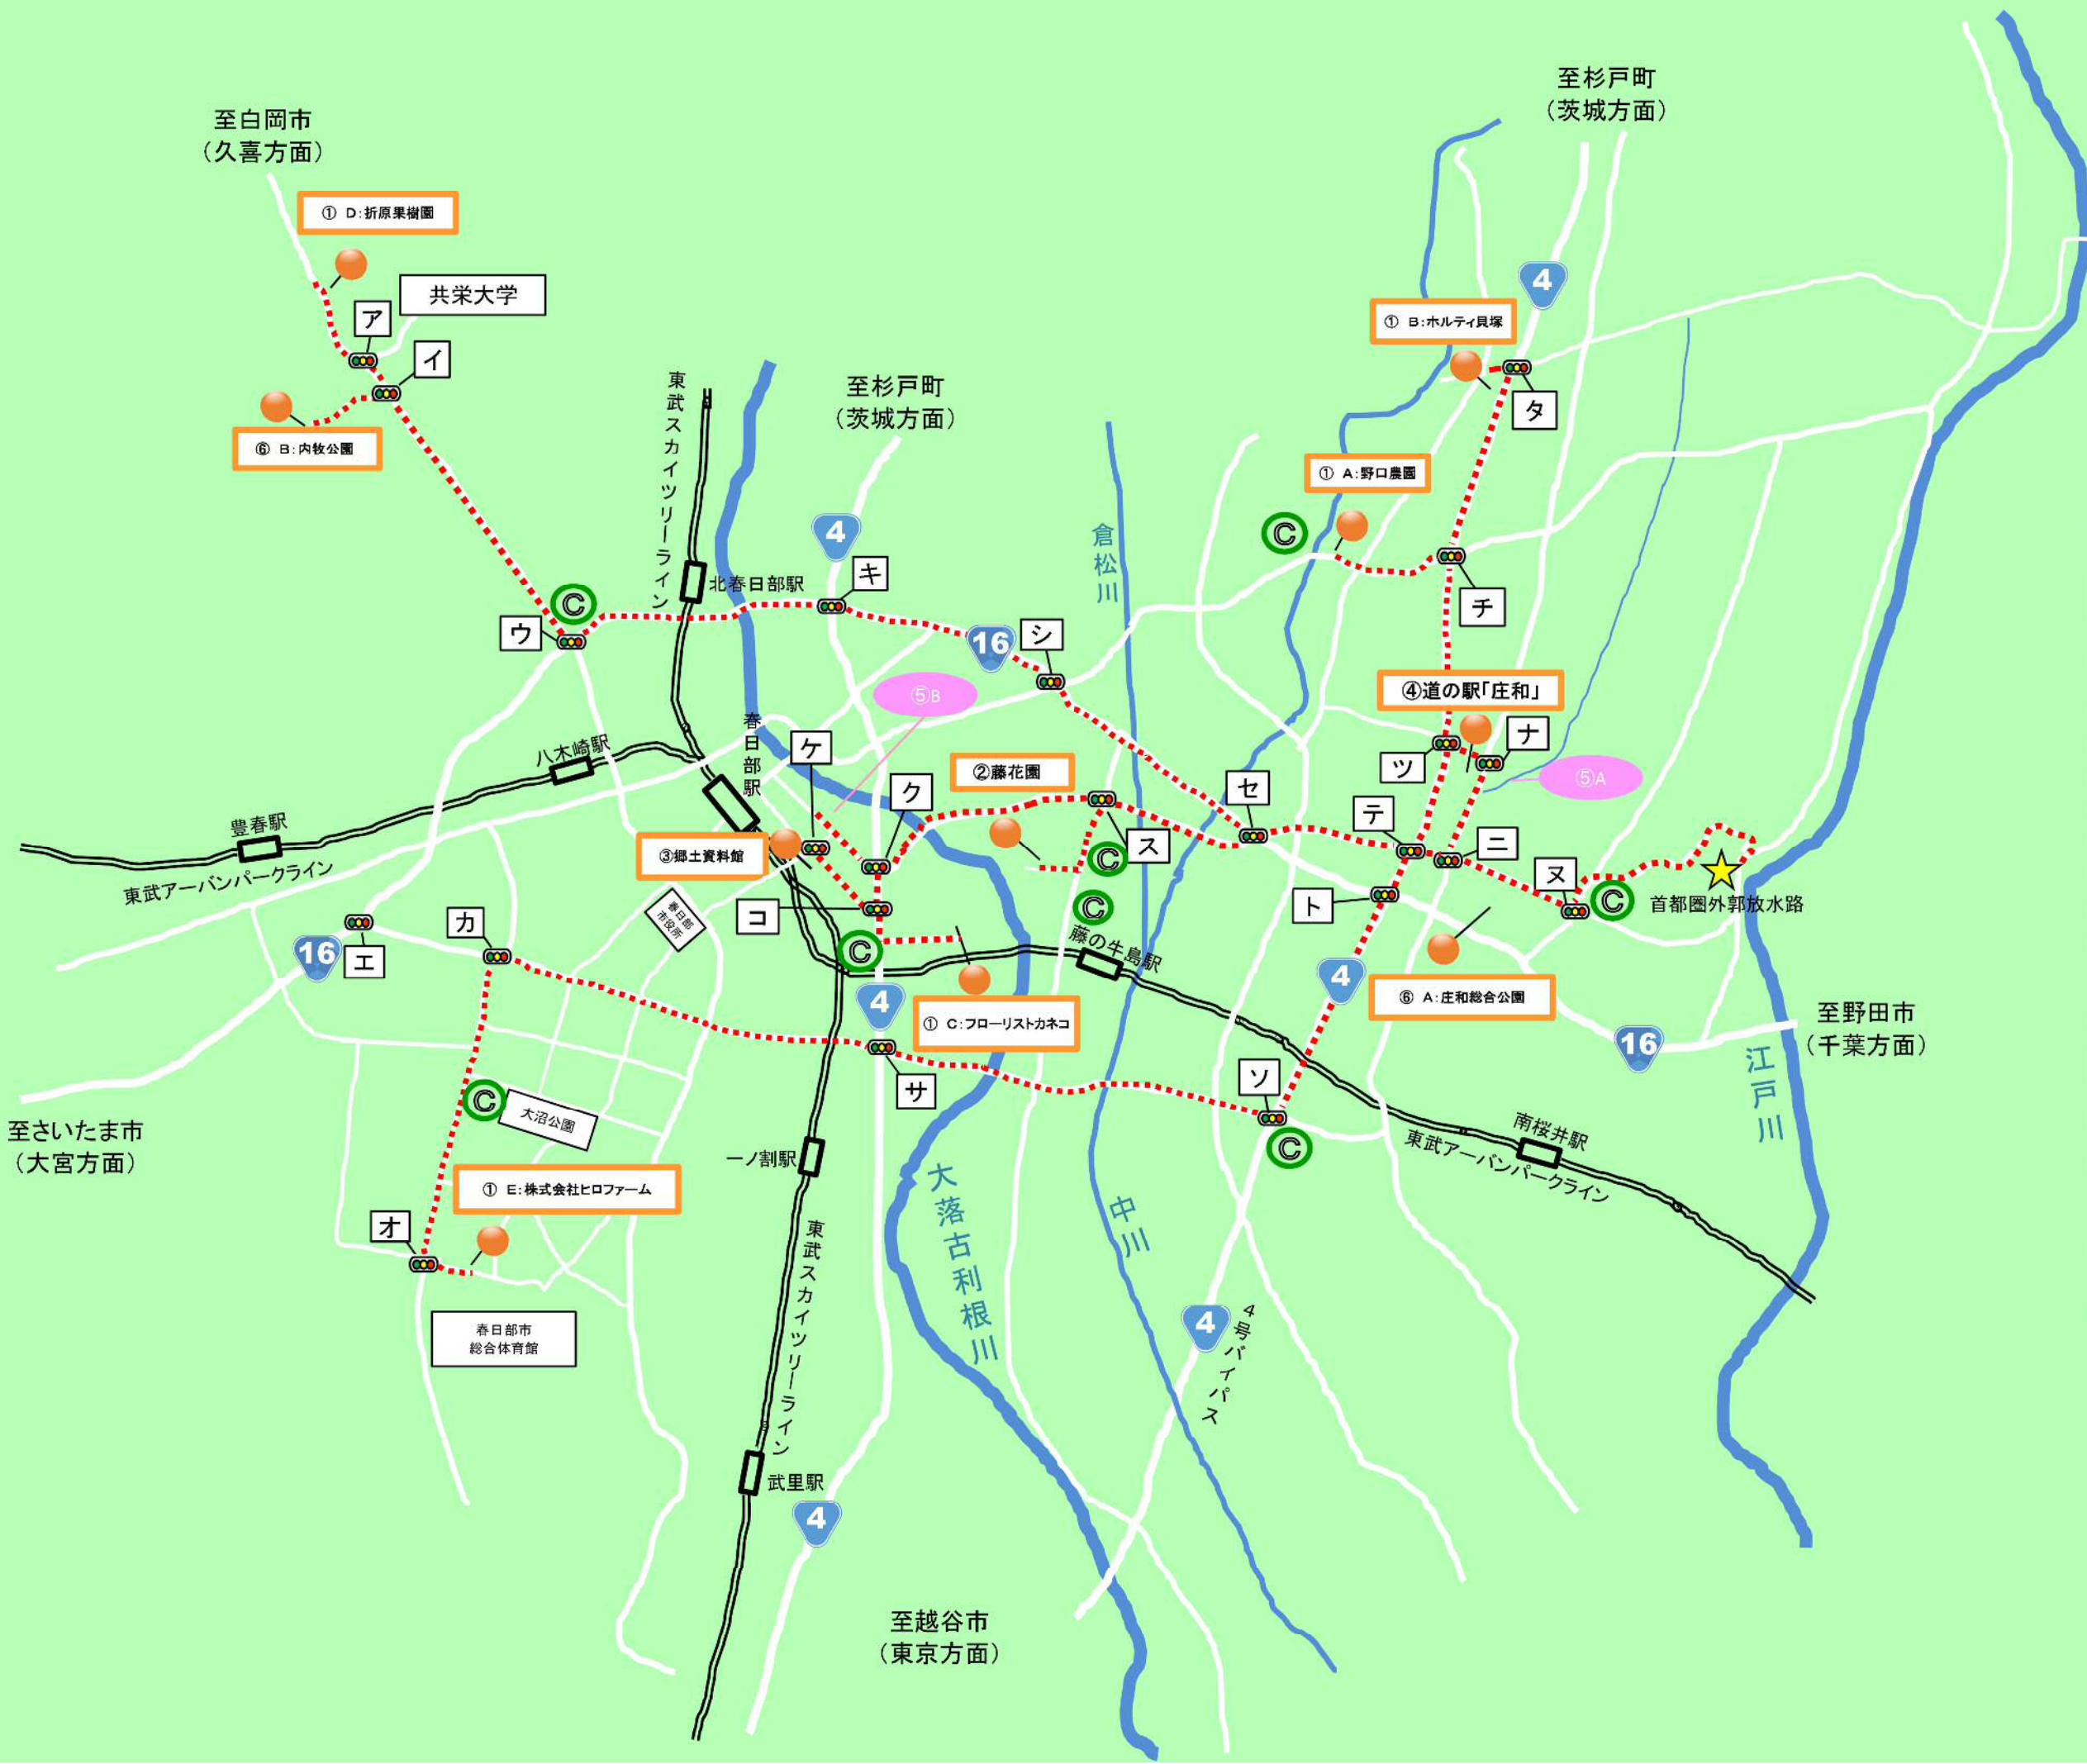 至杉戸町
（茨城方面）
至白岡市
（久喜方面）
① D:折原果樹園
共栄大学
ア
イ
⑥ B:内牧公園
4
① B:ホルティ貝塚
タ
東武スカイツリーライン
至杉戸町
（茨城方面）
① A:野口農園
C
倉松川
4
キ
北春日部駅
C
ウ
チ
16
シ
④道の駅「庄和」
⑤B
春日部駅
ケ
八木崎駅
②藤花園
ク
セ
ツ
ナ
⑤A
豊春駅
東武アーバンパークライン
③郷土資料館
C
ス
テ
ニ
ヌ
C
首都圏外郭放水路
カ
春日部
市役所
コ
C
ト
16
エ
C
藤の牛島駅
4
4
⑥ A:庄和総合公園
① C:フローリストカネコ
至野田市
（千葉方面）
16
江戸川
サ
ソ
C
C
大沼公園
至さいたま市
（大宮方面）
一ノ割駅
南桜井駅
東武アーバンパークライン
① E:株式会社ヒロファーム
オ
大落古利根川
中川
東武スカイツリーライン
春日部市
総合体育館
4
4号バイパス
武里駅
4
至越谷市
（東京方面）